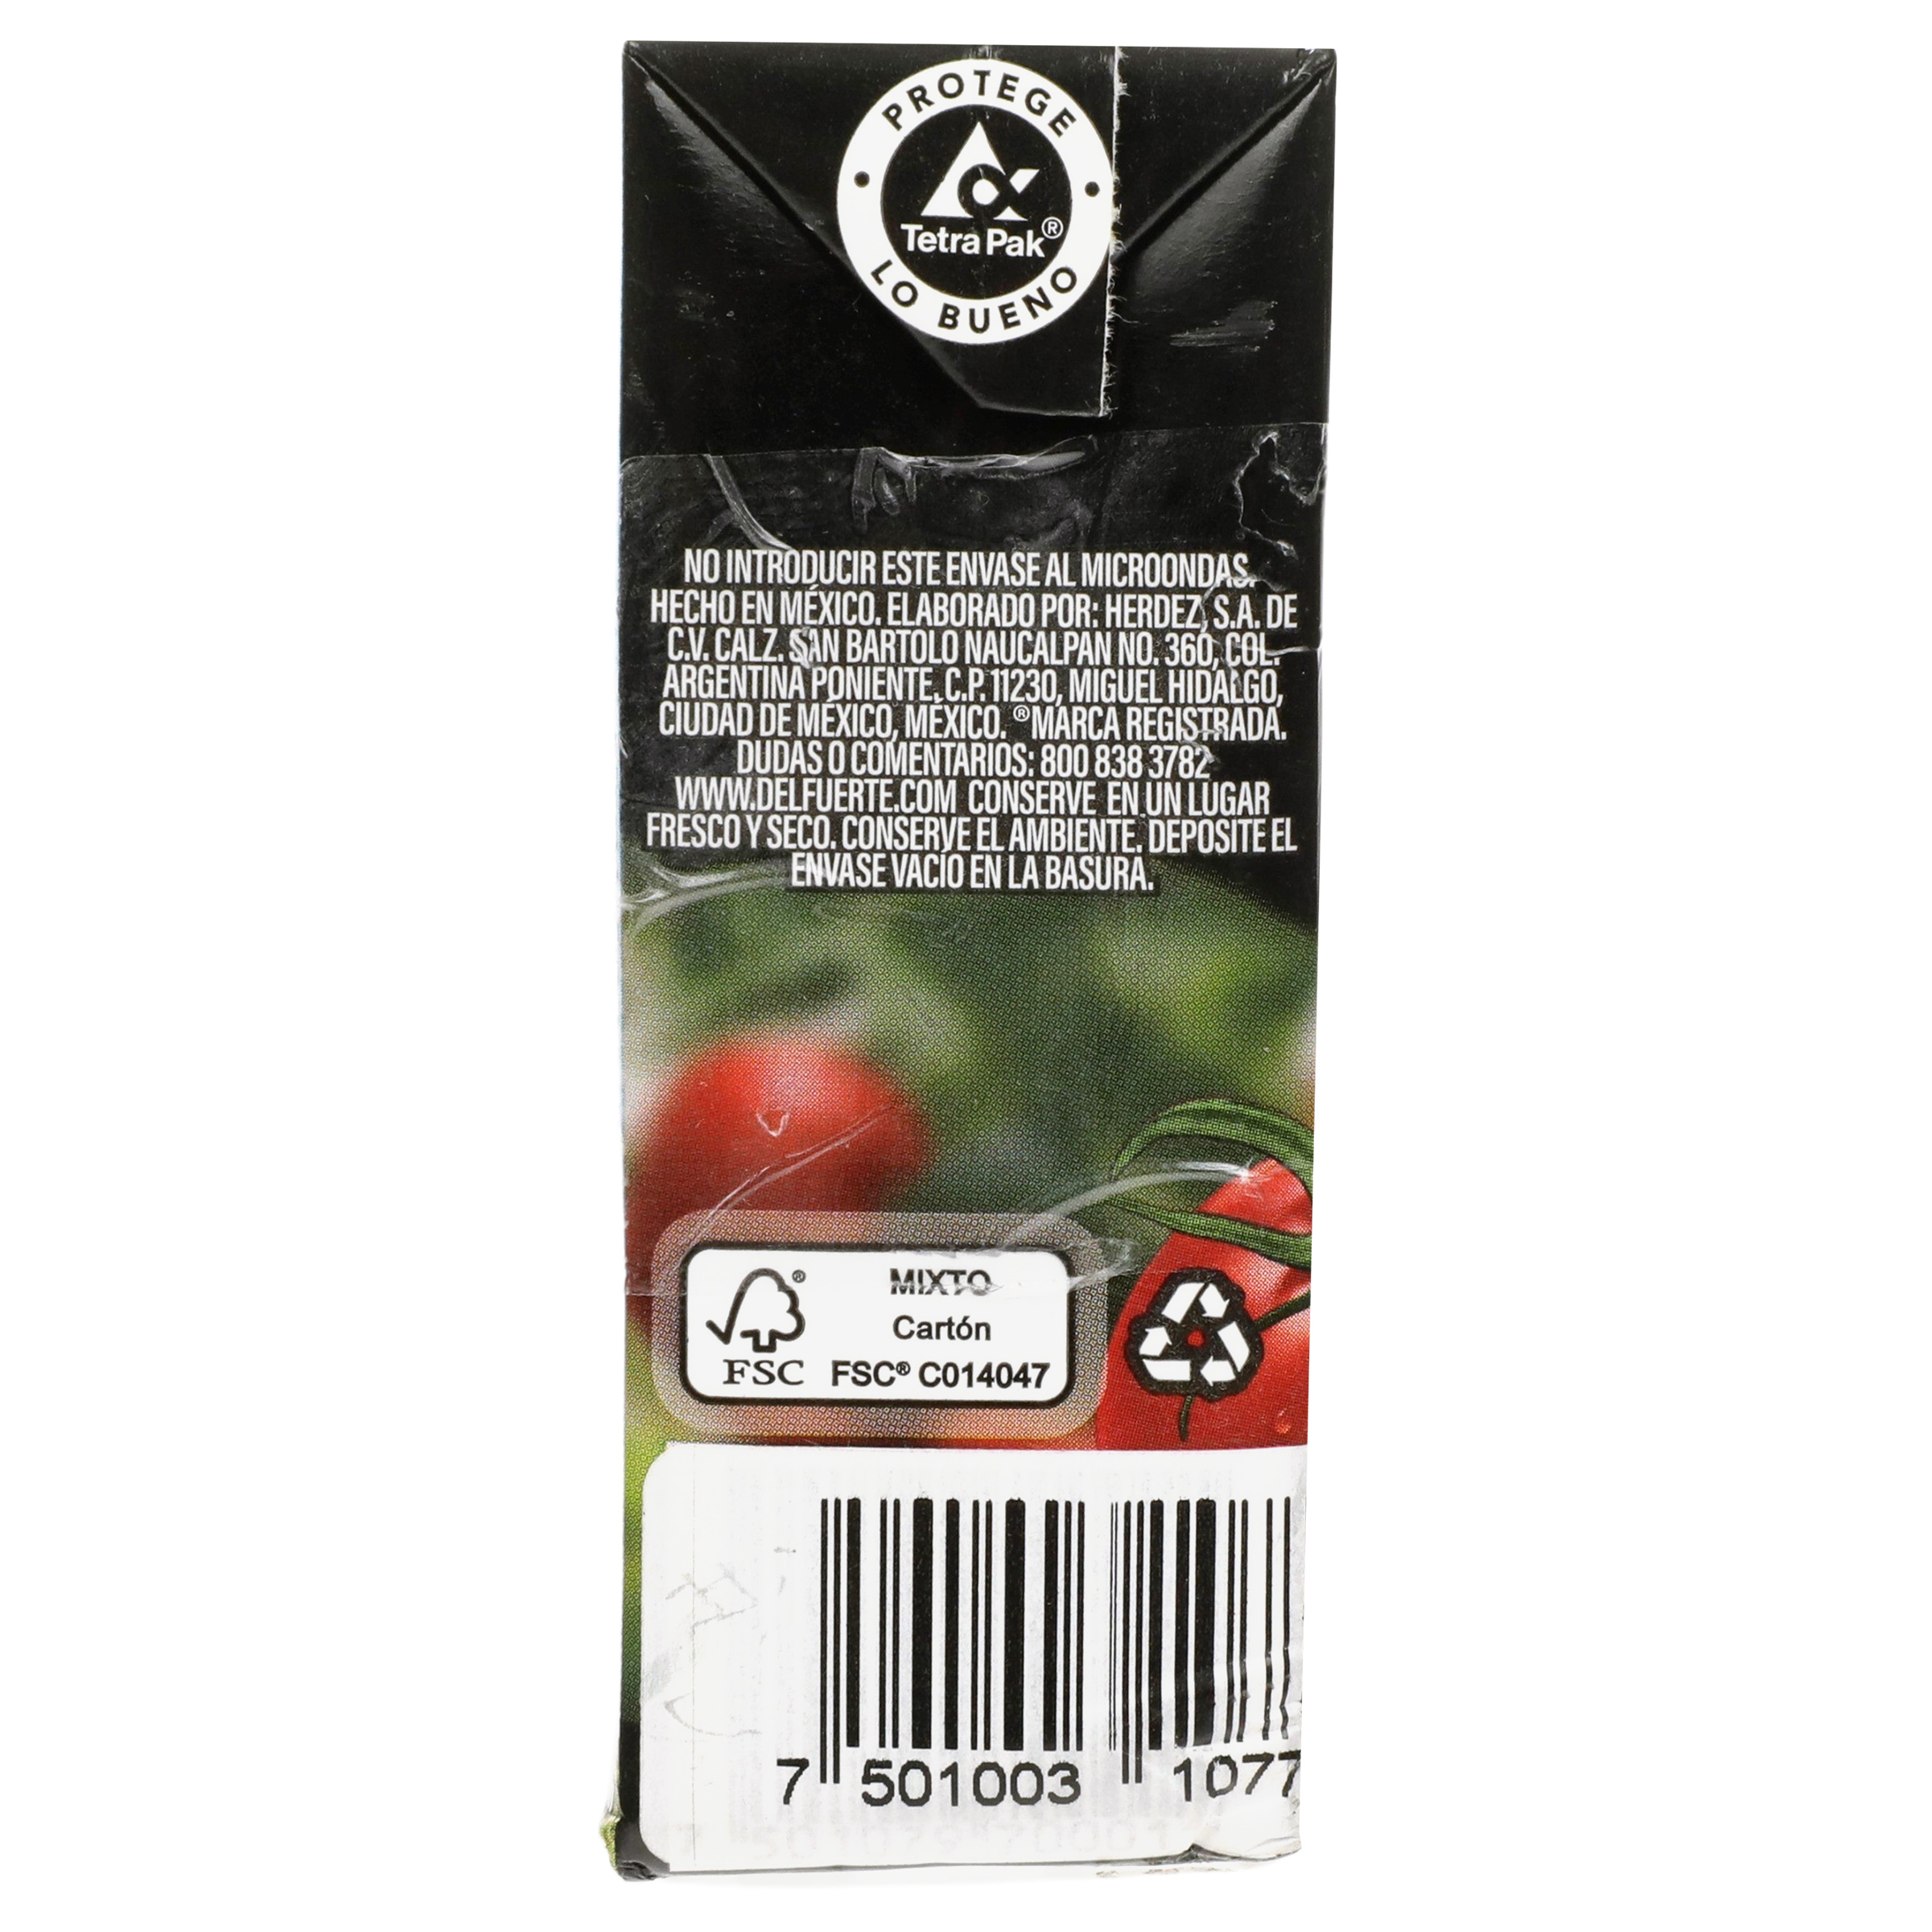 PROTEGE
Tetra Pak®
LO BUENO
NO INTRODUCIR ESTE ENVASE AL MICROONDAS.
HECHO EN MÉXICO. ELABORADO POR: HERDEZ, S.A. DE
C.V. CALZ. SAN BARTOLO NAUCALPAN NO. 360, COL.
ARGENTINA PONIENTE, C.P. 11230, MIGUEL HIDALGO,
CIUDAD DE MÉXICO, MÉXICO. ®MARCA REGISTRADA.
DUDAS O COMENTARIOS: 800 838 3782
WWW.DELFUERTE.COM CONSERVE EN UN LUGAR
FRESCO Y SECO. CONSERVE EL AMBIENTE. DEPOSITE EL
ENVASE VACÍO EN LA BASURA.
®
MIXTO
Cartón
FSC FSC® C014047
7 501003 1077